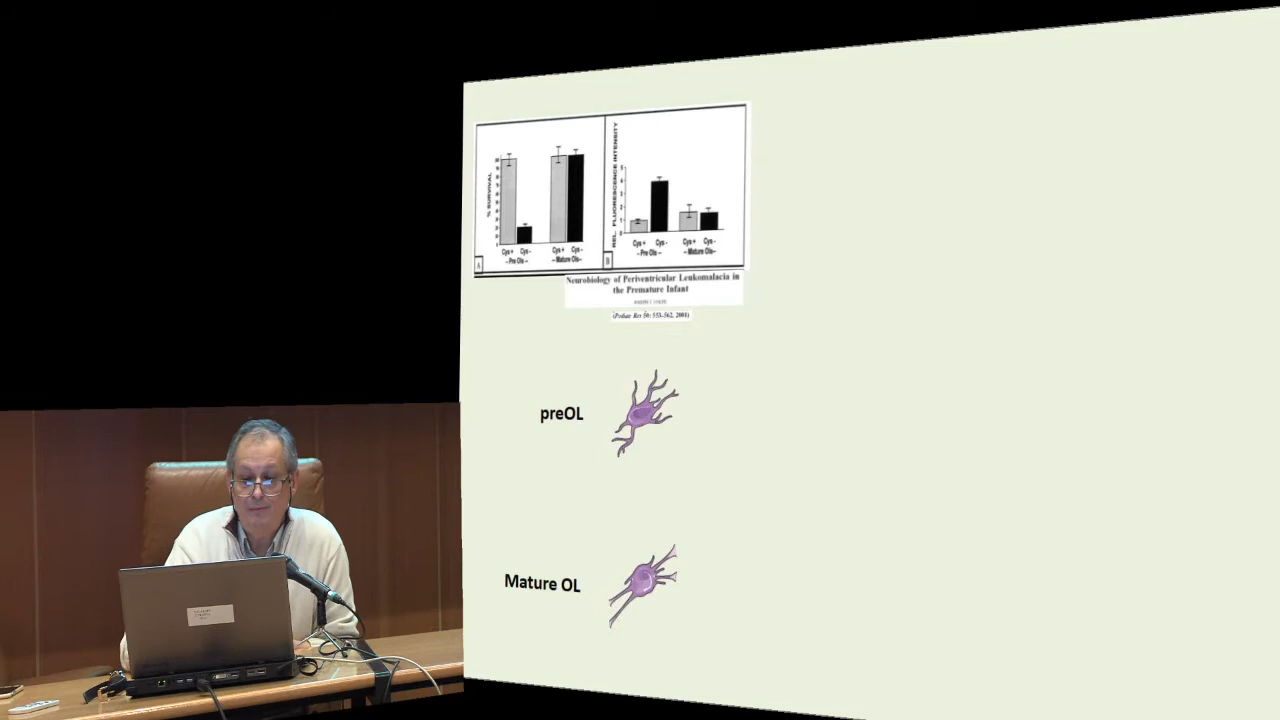 % SURVIVAL
Cys + Cys -
– Pre Ols –
Cys + Cys -
–Mature Ols–
A
REL. FLUORESCENCE INTENSITY
Cys + Cys -
– Pre Ols –
Cys + Cys -
–Mature Ols–
B
Neurobiology of Periventricular Leukomalacia in
the Premature Infant
(Pediatr Res 50: 553–562, 2001)
preOL
Mature OL